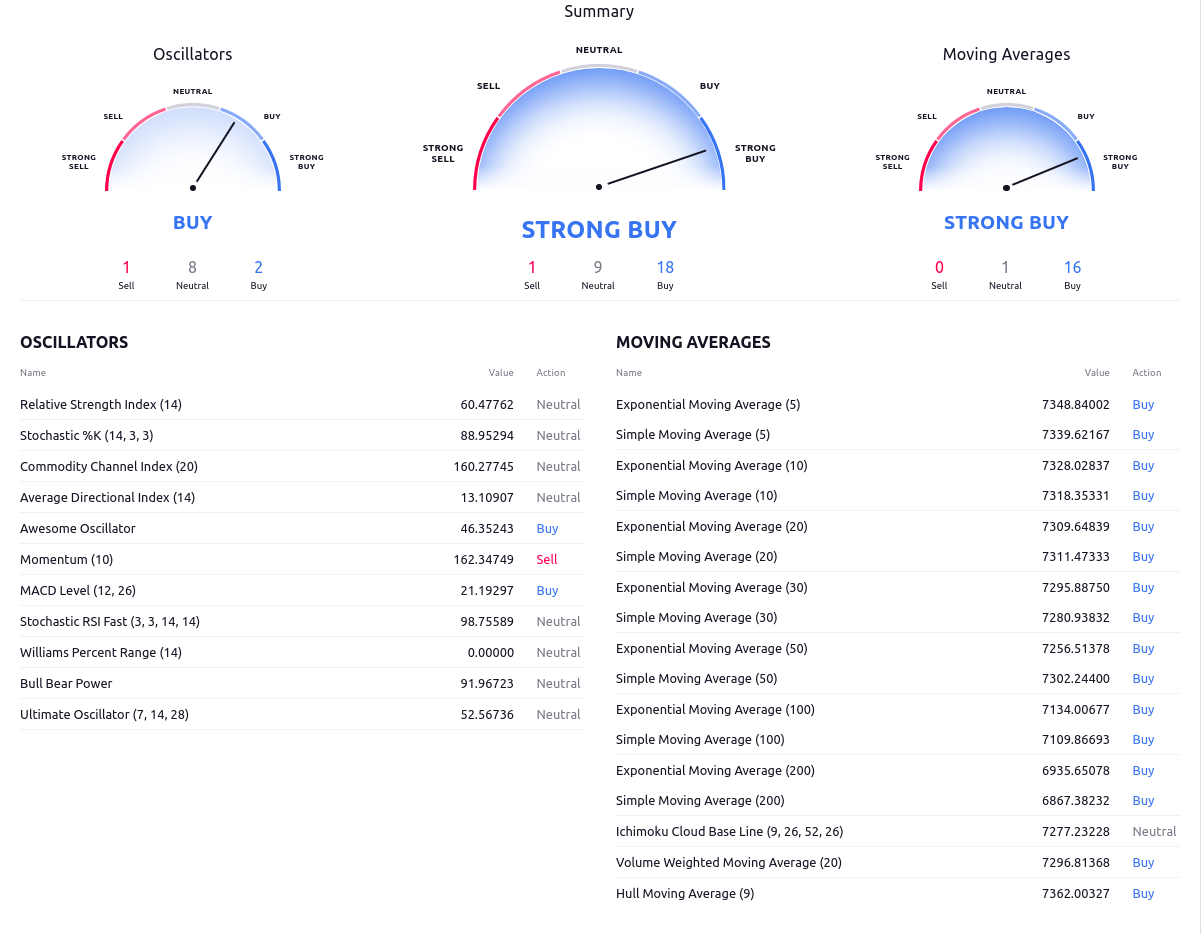 Summary
Oscillators
NEUTRAL
SELL
BUY
STRONG SELL
STRONG BUY
BUY
1 8 2
Sell Neutral Buy
NEUTRAL
SELL
BUY
STRONG SELL
STRONG BUY
STRONG BUY
1 9 18
Sell Neutral Buy
Moving Averages
NEUTRAL
SELL
BUY
STRONG SELL
STRONG BUY
STRONG BUY
0 1 16
Sell Neutral Buy
OSCILLATORS
Name Value Action
Relative Strength Index (14) 60.47762 Neutral
Stochastic %K (14, 3, 3) 88.95294 Neutral
Commodity Channel Index (20) 160.27745 Neutral
Average Directional Index (14) 13.10907 Neutral
Awesome Oscillator 46.35243 Buy
Momentum (10) 162.34749 Sell
MACD Level (12, 26) 21.19297 Buy
Stochastic RSI Fast (3, 3, 14, 14) 98.75589 Neutral
Williams Percent Range (14) 0.00000 Neutral
Bull Bear Power 91.96723 Neutral
Ultimate Oscillator (7, 14, 28) 52.56736 Neutral
MOVING AVERAGES
Name Value Action
Exponential Moving Average (5) 7348.84002 Buy
Simple Moving Average (5) 7339.62167 Buy
Exponential Moving Average (10) 7328.02837 Buy
Simple Moving Average (10) 7318.35331 Buy
Exponential Moving Average (20) 7309.64839 Buy
Simple Moving Average (20) 7311.47333 Buy
Exponential Moving Average (30) 7295.88750 Buy
Simple Moving Average (30) 7280.93832 Buy
Exponential Moving Average (50) 7256.51378 Buy
Simple Moving Average (50) 7302.24400 Buy
Exponential Moving Average (100) 7134.00677 Buy
Simple Moving Average (100) 7109.86693 Buy
Exponential Moving Average (200) 6935.65078 Buy
Simple Moving Average (200) 6867.38232 Buy
Ichimoku Cloud Base Line (9, 26, 52, 26) 7277.23228 Neutral
Volume Weighted Moving Average (20) 7296.81368 Buy
Hull Moving Average (9) 7362.00327 Buy